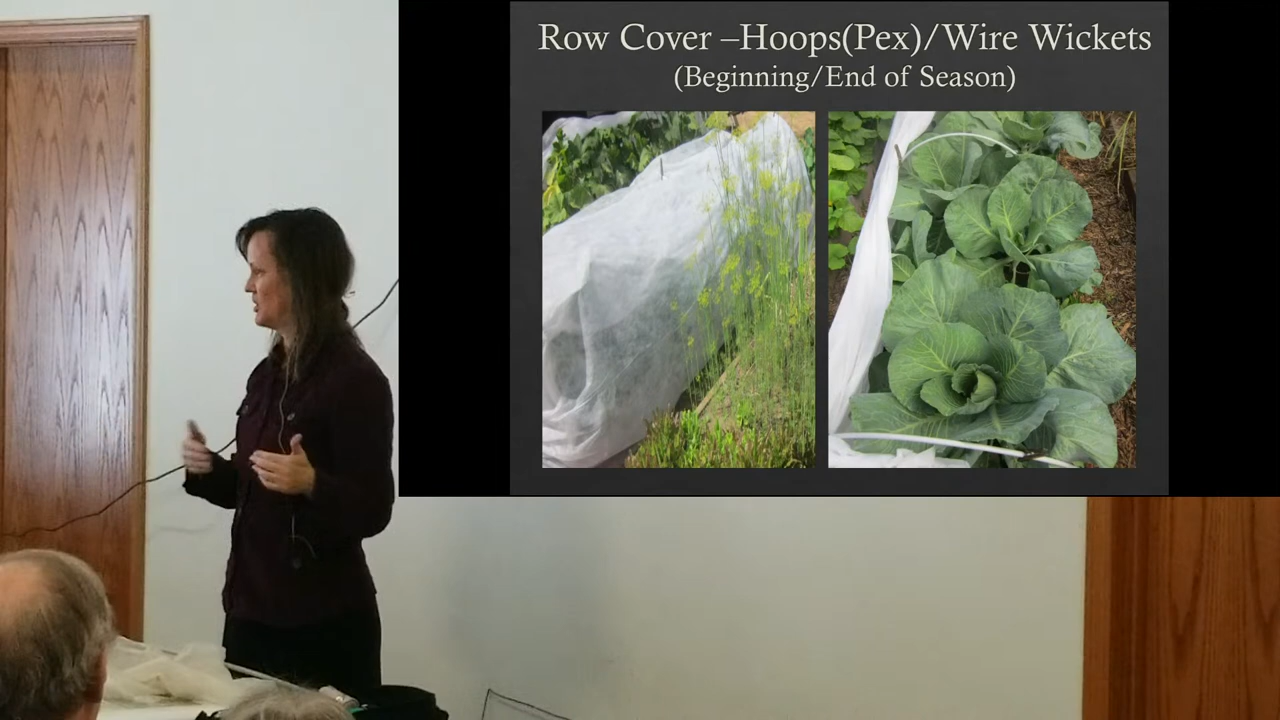 Row Cover –Hoops(Pex)/Wire Wickets
(Beginning/End of Season)